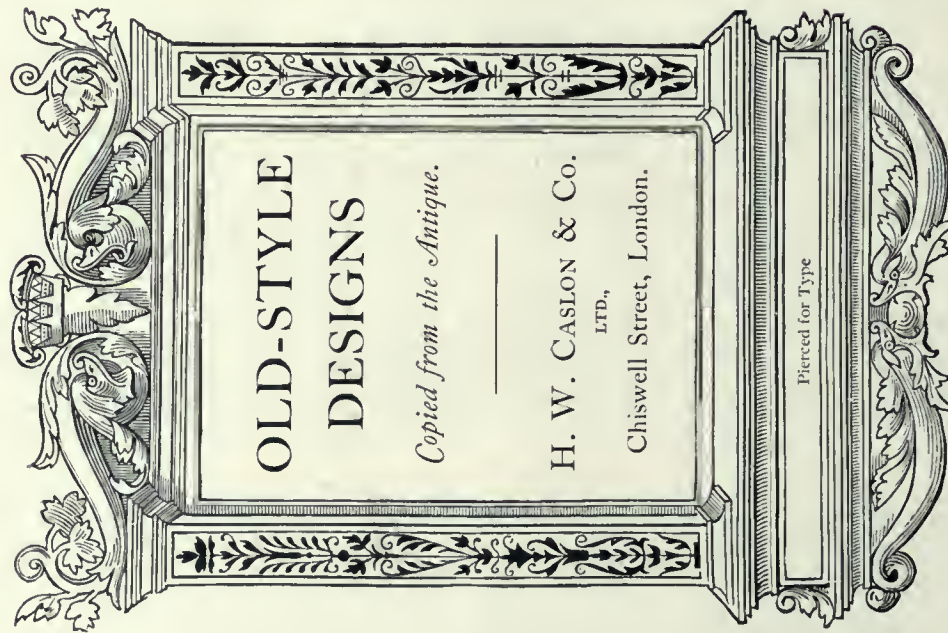 OLD-STYLE
DESIGNS
Copied from the Antique.
H. W. CASLON & Co.
LTD.,
Chiswell Street, London.
Pierced for Type